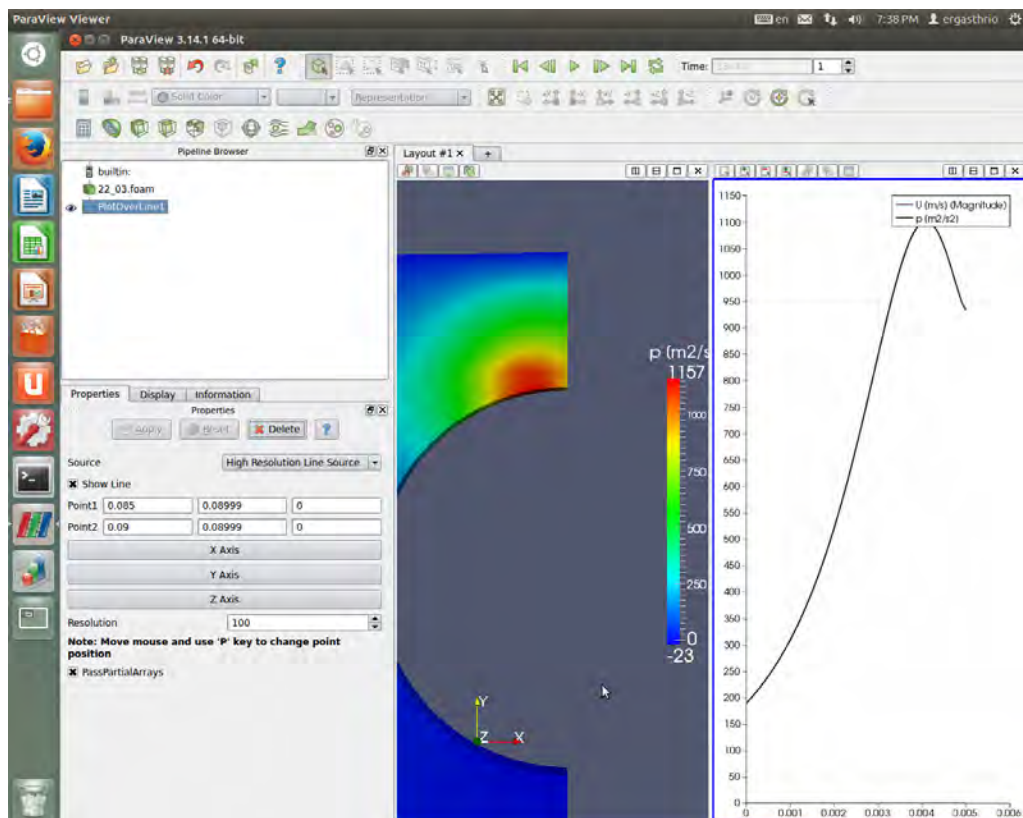 ParaView Viewer en 7:38 PM ergasthrio
ParaView 3.14.1 64-bit
Time: 1
Solid Color Representation
Pipeline Browser
builtin:
22_03.foam
PlotOverLine1
Properties Display Information
Properties
Apply Reset Delete ?
Source High Resolution Line Source
Show Line
Point1 0.085 0.08999 0
Point2 0.09 0.08999 0
X Axis
Y Axis
Z Axis
Resolution 100
Note: Move mouse and use 'P' key to change point
position
PassPartialArrays
Layout #1 × +
p (m2/s
1157
1000
750
500
250
0
-23
Y
Z X
U (m/s) (Magnitude)
p (m2/s2)
1150
1100
1050
1000
950
900
850
800
750
700
650
600
550
500
450
400
350
300
250
200
150
100
50
0
0 0.001 0.002 0.003 0.004 0.005 0.006